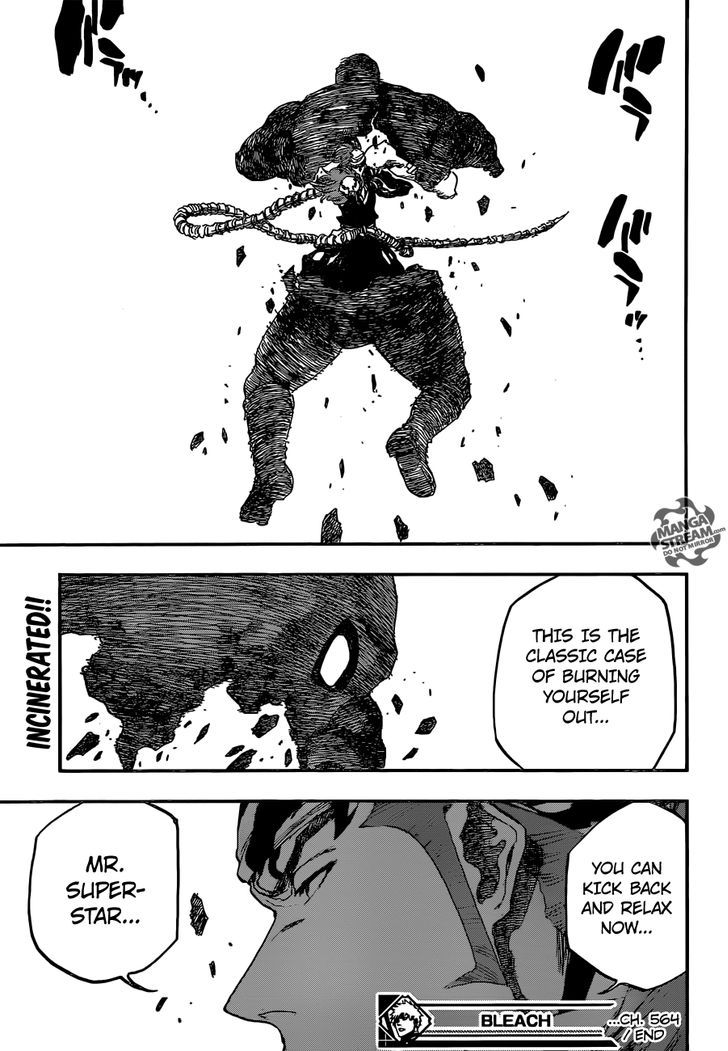 MANGA
STREAM.com
DO NOT MIRROR
INCINERATED!!
THIS IS THE
CLASSIC CASE
OF BURNING
YOURSELF
OUT...
YOU CAN
KICK BACK
AND RELAX
NOW...
MR.
SUPER-
STAR...
BLEACH
...CH. 564
/ END